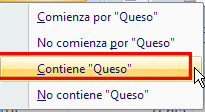 Comienza por "Queso"
No comienza por "Queso"
Contiene "Queso"
No contiene "Queso"